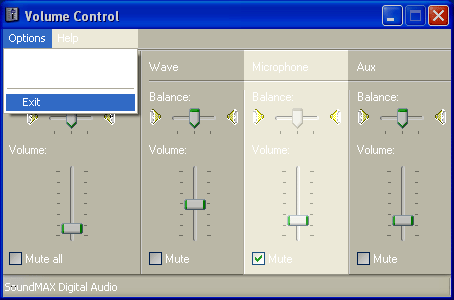 Volume Control
Options Help
Exit
Wave Microphone Aux
Balance: Balance: Balance:
Volume: Volume: Volume: Volume:
Mute all Mute Mute Mute
SoundMAX Digital Audio